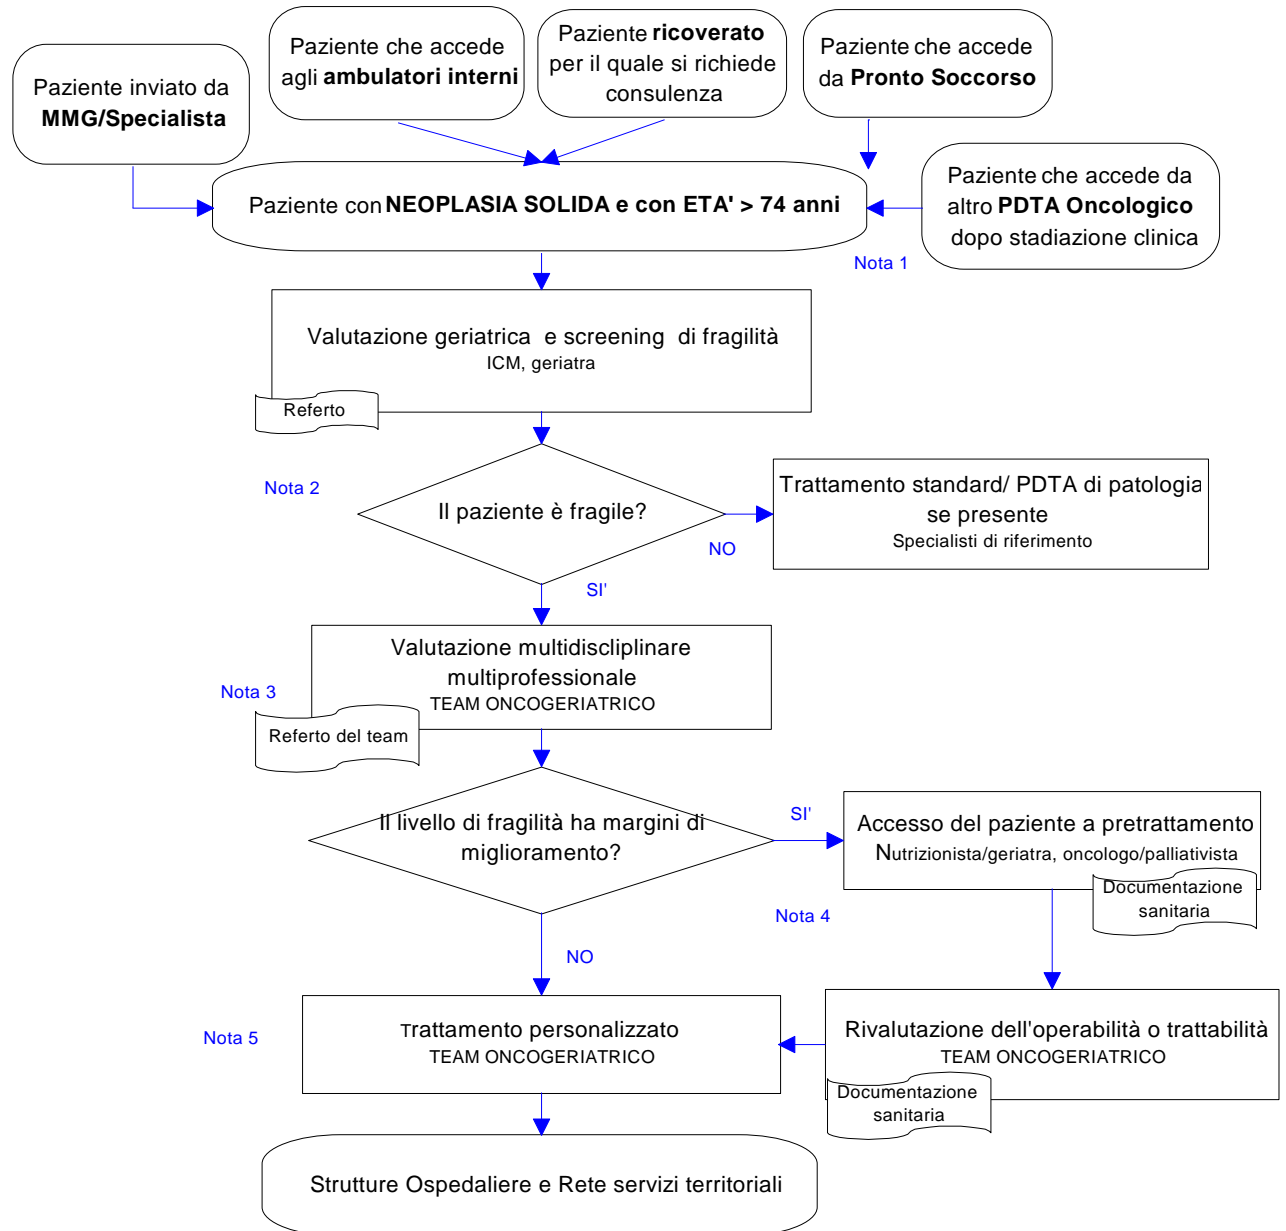 Paziente inviato da
MMG/Specialista
Paziente che accede
agli ambulatori interni
Paziente ricoverato
per il quale si richiede
consulenza
Paziente che accede
da Pronto Soccorso
Paziente che accede da
altro PDTA Oncologico
dopo stadiazione clinica
Paziente con NEOPLASIA SOLIDA e con ETA' > 74 anni
Nota 1
Valutazione geriatrica e screening di fragilità
ICM, geriatra
Referto
Nota 2
Il paziente è fragile?
NO
SI'
Trattamento standard/ PDTA di patologia
se presente
Specialisti di riferimento
Valutazione multidiscliplinare
multiprofessionale
TEAM ONCOGERIATRICO
Nota 3
Referto del team
Il livello di fragilità ha margini di
miglioramento?
SI'
NO
Accesso del paziente a pretrattamento
Nutrizionista/geriatra, oncologo/palliativista
Documentazione
sanitaria
Nota 4
Rivalutazione dell'operabilità o trattabilità
TEAM ONCOGERIATRICO
Documentazione
sanitaria
Nota 5
Trattamento personalizzato
TEAM ONCOGERIATRICO
Strutture Ospedaliere e Rete servizi territoriali